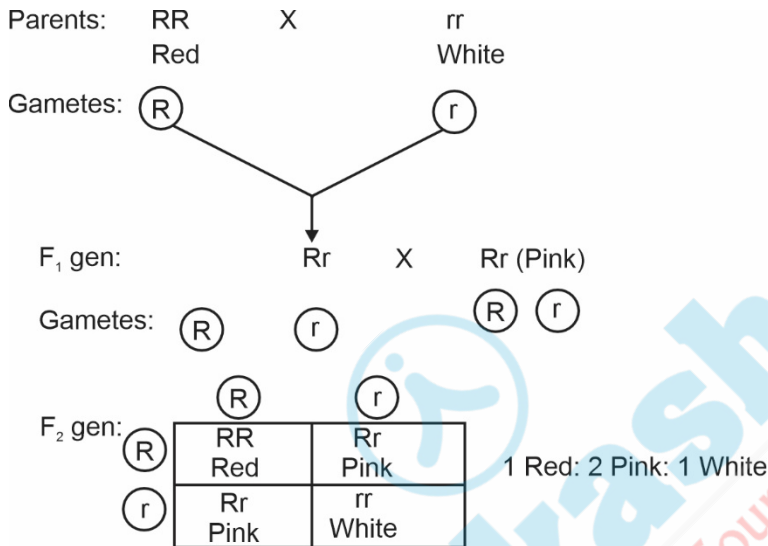 Parents: RR X rr
Red White
Gametes: R r
F₁ gen: Rr X Rr (Pink)
Gametes: R r R r
R r
F₂ gen: R RR Rr
Red Pink 1 Red: 2 Pink: 1 White
r Rr rr
Pink White